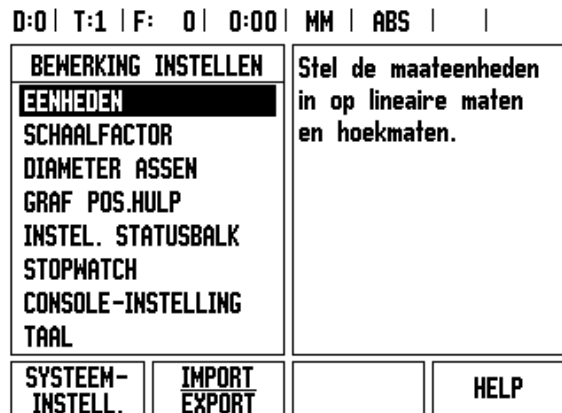 D:0| T:1 |F: 0| 0:00| MM | ABS | |
BEWERKING INSTELLEN
EENHEDEN
SCHAALFACTOR
DIAMETER ASSEN
GRAF POS.HULP
INSTEL. STATUSBALK
STOPWATCH
CONSOLE-INSTELLING
TAAL
Stel de maateenheden
in op lineaire maten
en hoekmaten.
SYSTEEM-
INSTELL.
IMPORT
EXPORT
HELP